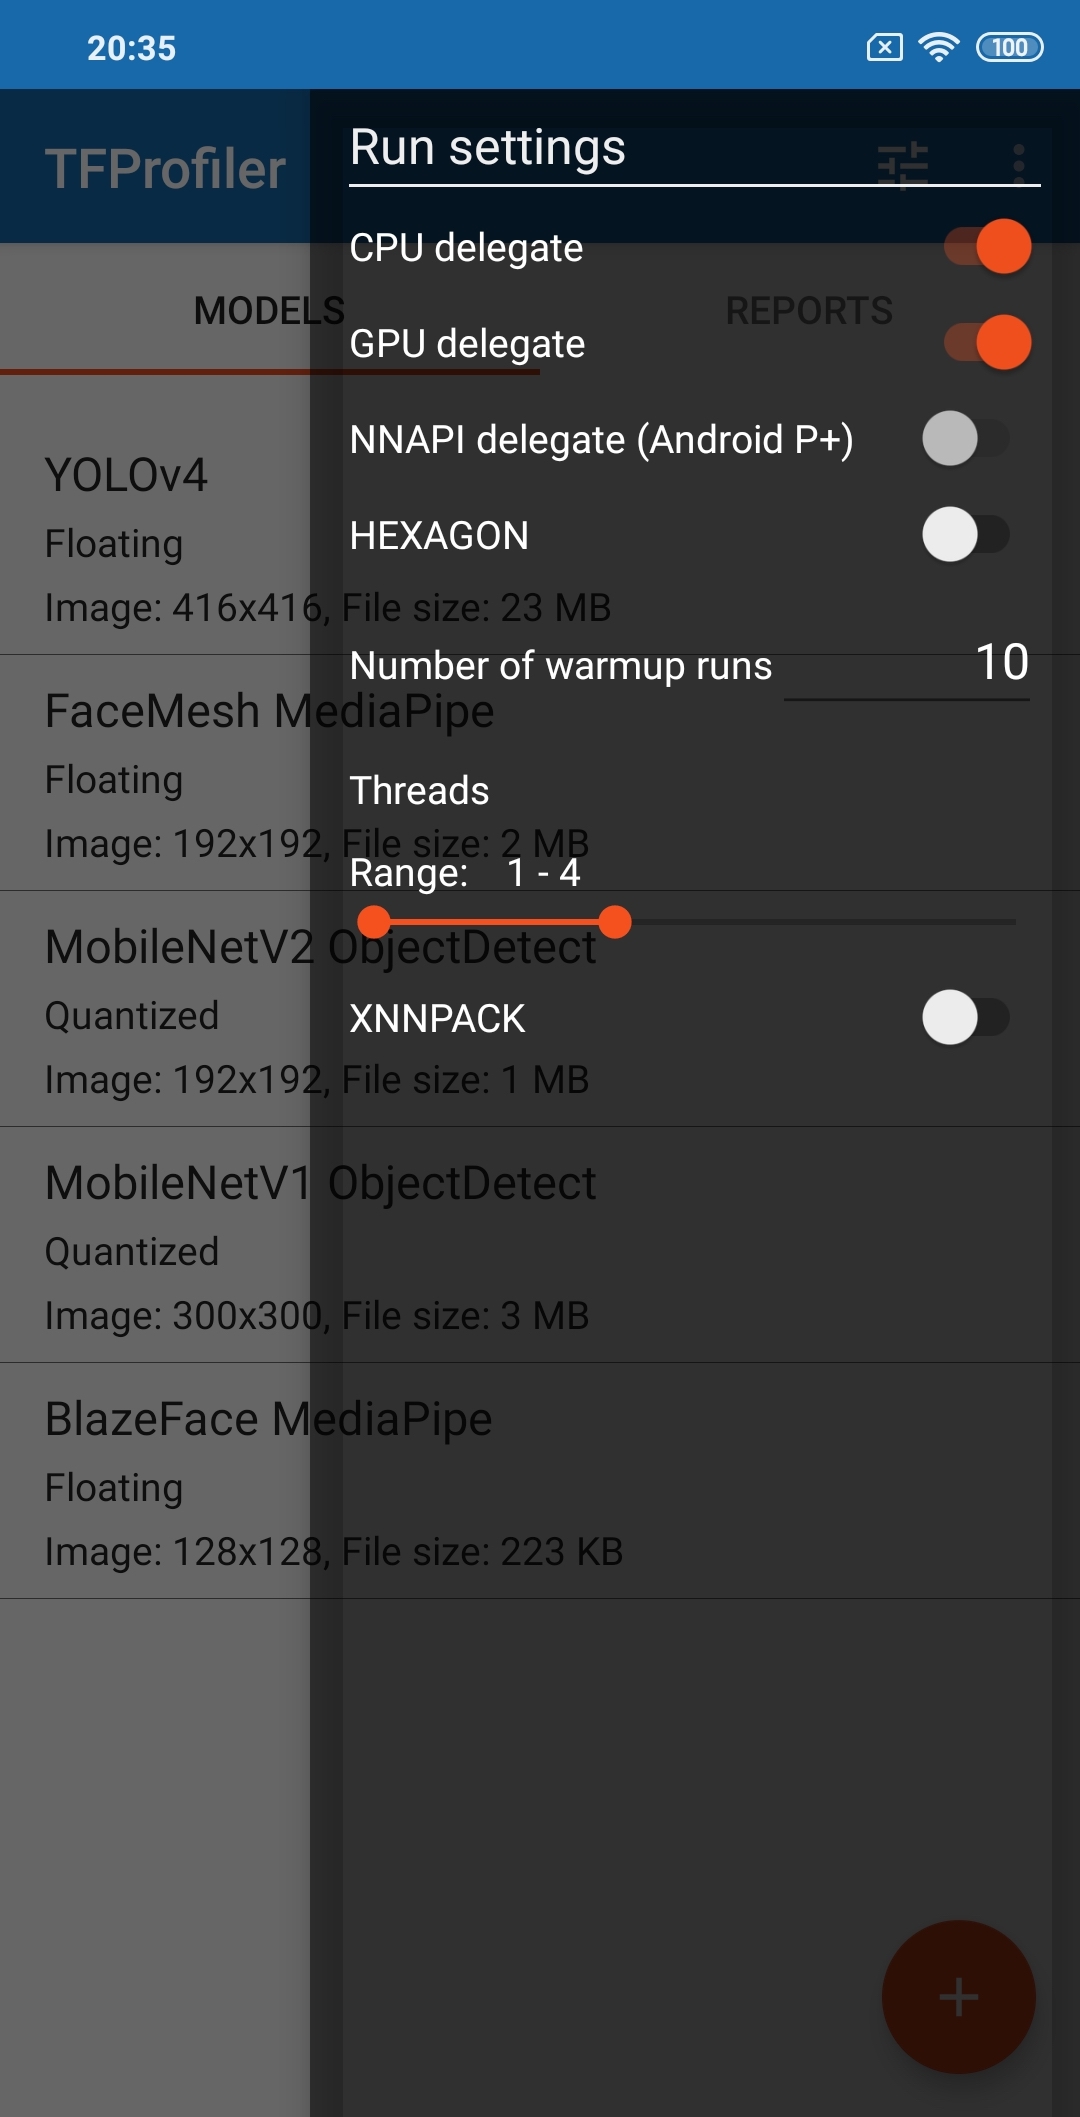 20:35
100
TFProfiler
Run settings
CPU delegate
MODELS
REPORTS
GPU delegate
NNAPI delegate (Android P+)
YOLOv4
HEXAGON
Floating
Image: 416x416, File size: 23 MB
Number of warmup runs 10
FaceMesh MediaPipe
Floating
Threads
Image: 192x192, File size: 2 MB
Range: 1 - 4
MobileNetV2 ObjectDetect
Quantized
XNNPACK
Image: 192x192, File size: 1 MB
MobileNetV1 ObjectDetect
Quantized
Image: 300x300, File size: 3 MB
BlazeFace MediaPipe
Floating
Image: 128x128, File size: 223 KB